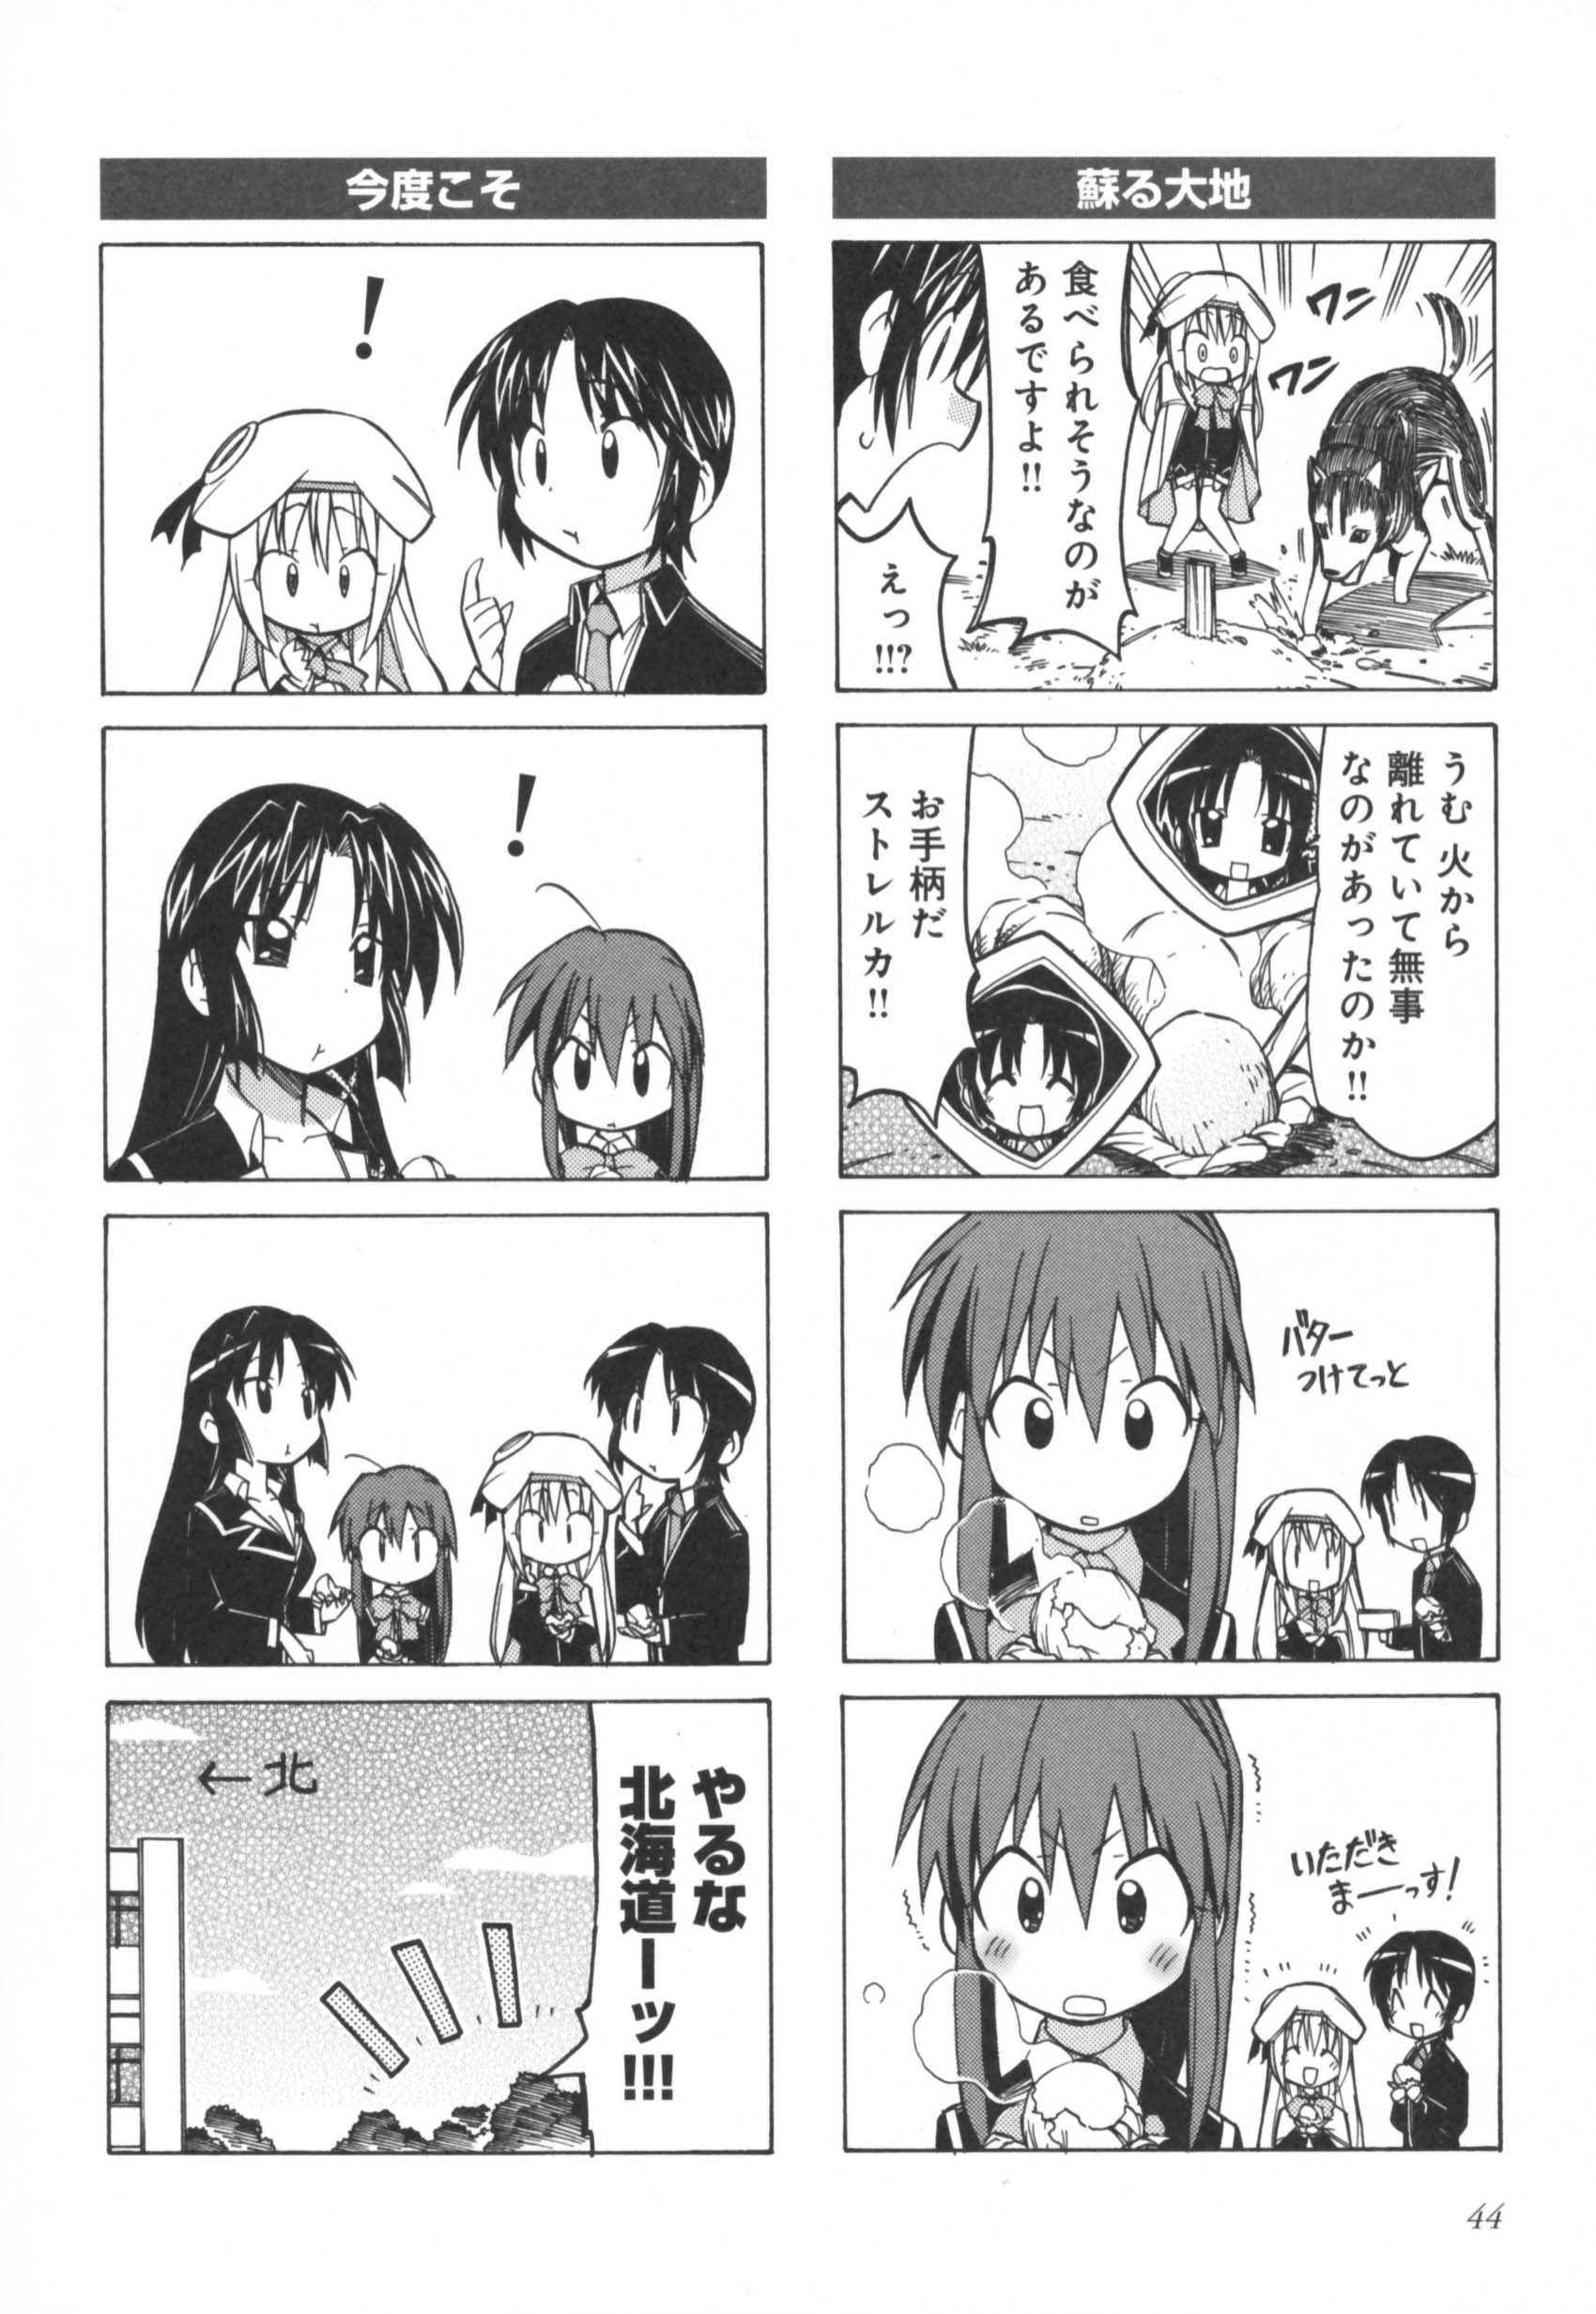 蘇る大地
ワン
ワン
食べられそうなのが
あるですよ!!
えっ!!?
うむ 火から
離れていて無事
なのがあったのか!!
お手柄だ
ストレルカ!!
バター
つけてっと
いただき
まーっす!
今度こそ
!
!
やるな
北海道ーッ!!!
←北
44